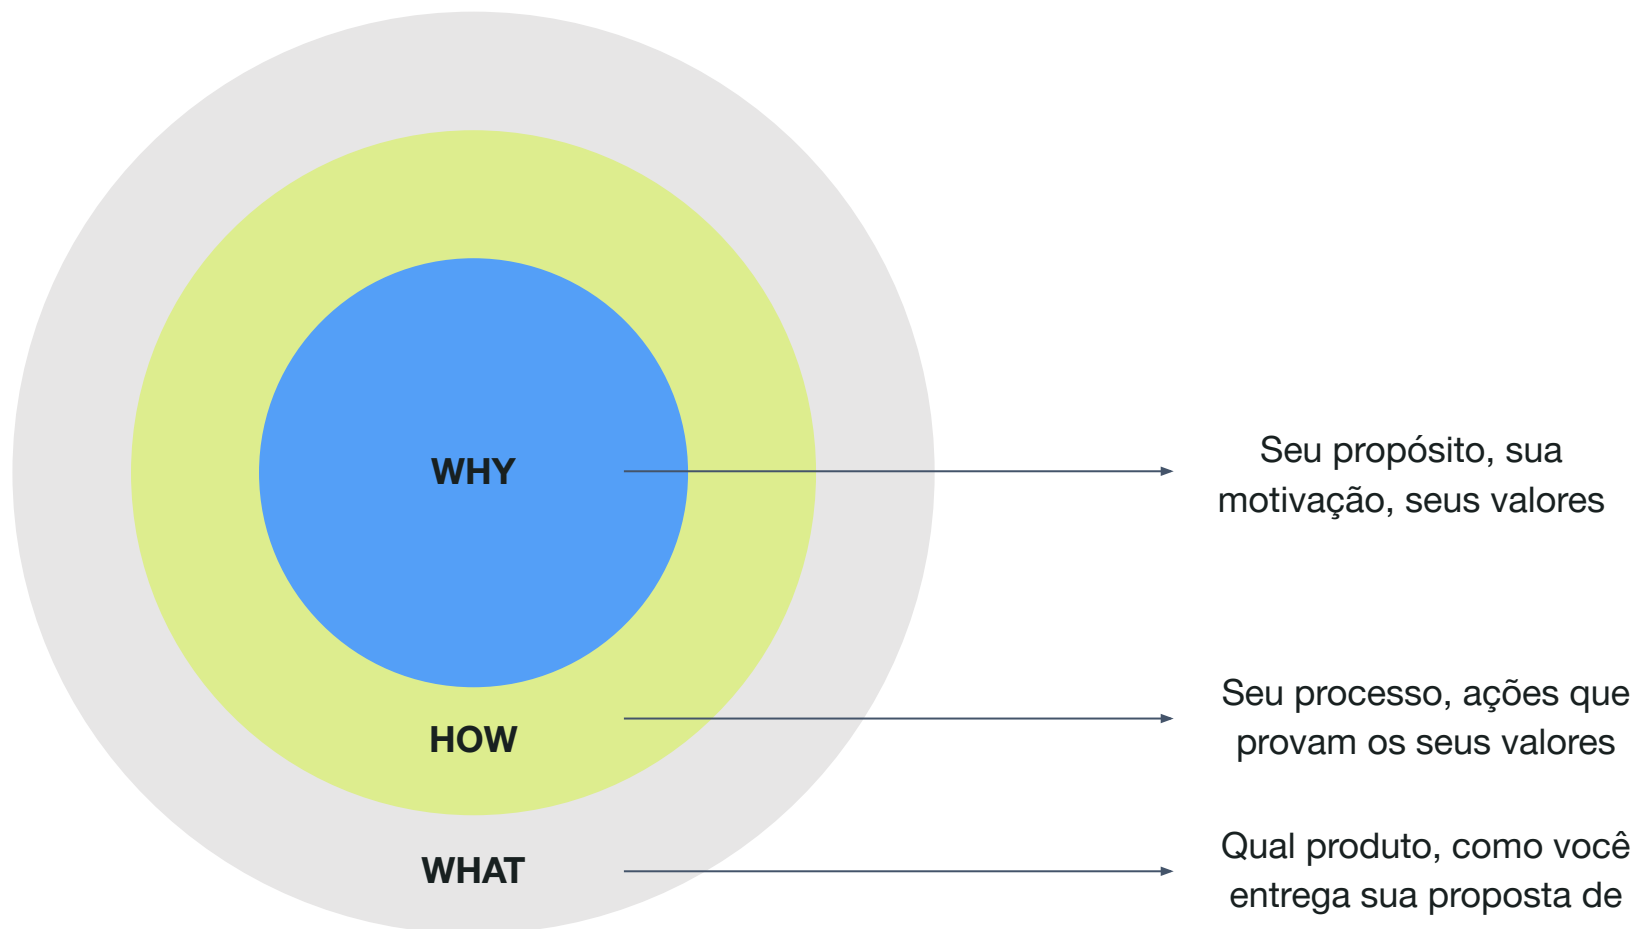 WHY
Seu propósito, sua
motivação, seus valores
HOW
Seu processo, ações que
provam os seus valores
WHAT
Qual produto, como você
entrega sua proposta de